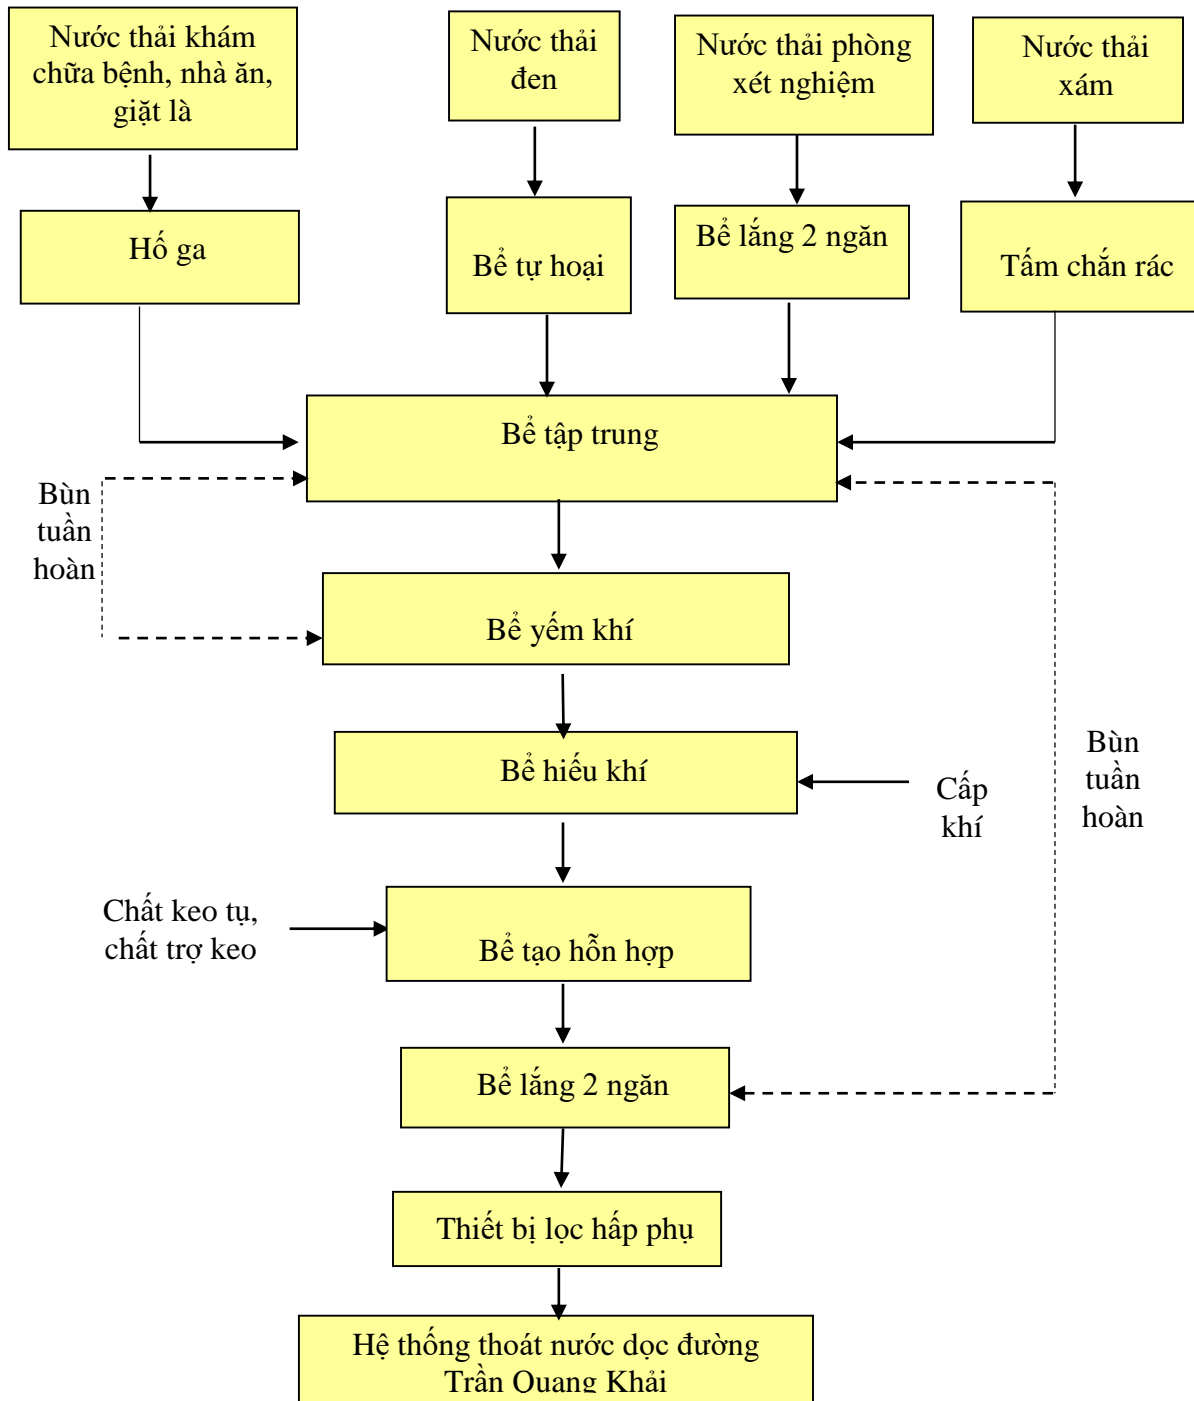 Nước thải khám
chữa bệnh, nhà ăn,
giặt là
Nước thải
đen
Nước thải phòng
xét nghiệm
Nước thải
xám
Hố ga
Bể tự hoại
Bể lắng 2 ngăn
Tấm chắn rác
Bể tập trung
Bùn
tuần
hoàn
Bể yếm khí
Bể hiếu khí
Cấp
khí
Bùn
tuần
hoàn
Chất keo tụ,
chất trợ keo
Bể tạo hỗn hợp
Bể lắng 2 ngăn
Thiết bị lọc hấp phụ
Hệ thống thoát nước dọc đường
Trần Quang Khải